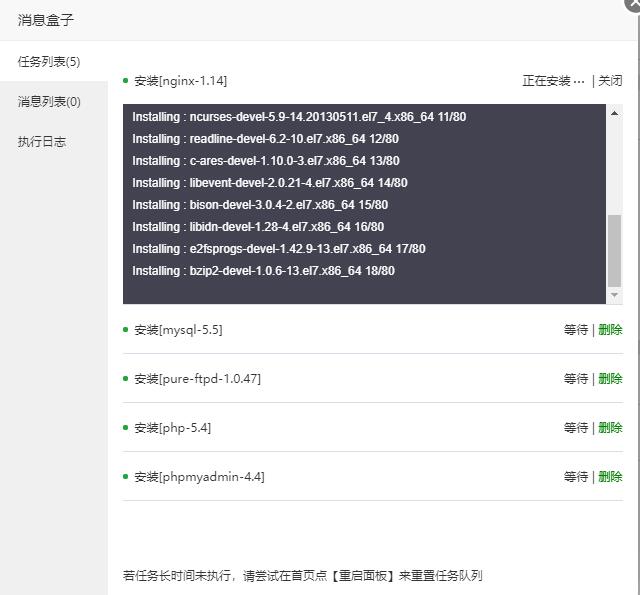 消息盒子
任务列表(5)
消息列表(0)
执行日志
安装[nginx-1.14] 正在安装··· | 关闭
Installing : ncurses-devel-5.9-14.20130511.el7_4.x86_64 11/80
Installing : readline-devel-6.2-10.el7.x86_64 12/80
Installing : c-ares-devel-1.10.0-3.el7.x86_64 13/80
Installing : libevent-devel-2.0.21-4.el7.x86_64 14/80
Installing : bison-devel-3.0.4-2.el7.x86_64 15/80
Installing : libidn-devel-1.28-4.el7.x86_64 16/80
Installing : e2fsprogs-devel-1.42.9-13.el7.x86_64 17/80
Installing : bzip2-devel-1.0.6-13.el7.x86_64 18/80
安装[mysql-5.5] 等待 | 删除
安装[pure-ftpd-1.0.47] 等待 | 删除
安装[php-5.4] 等待 | 删除
安装[phpmyadmin-4.4] 等待 | 删除
若任务长时间未执行，请尝试在首页点【重启面板】来重置任务队列